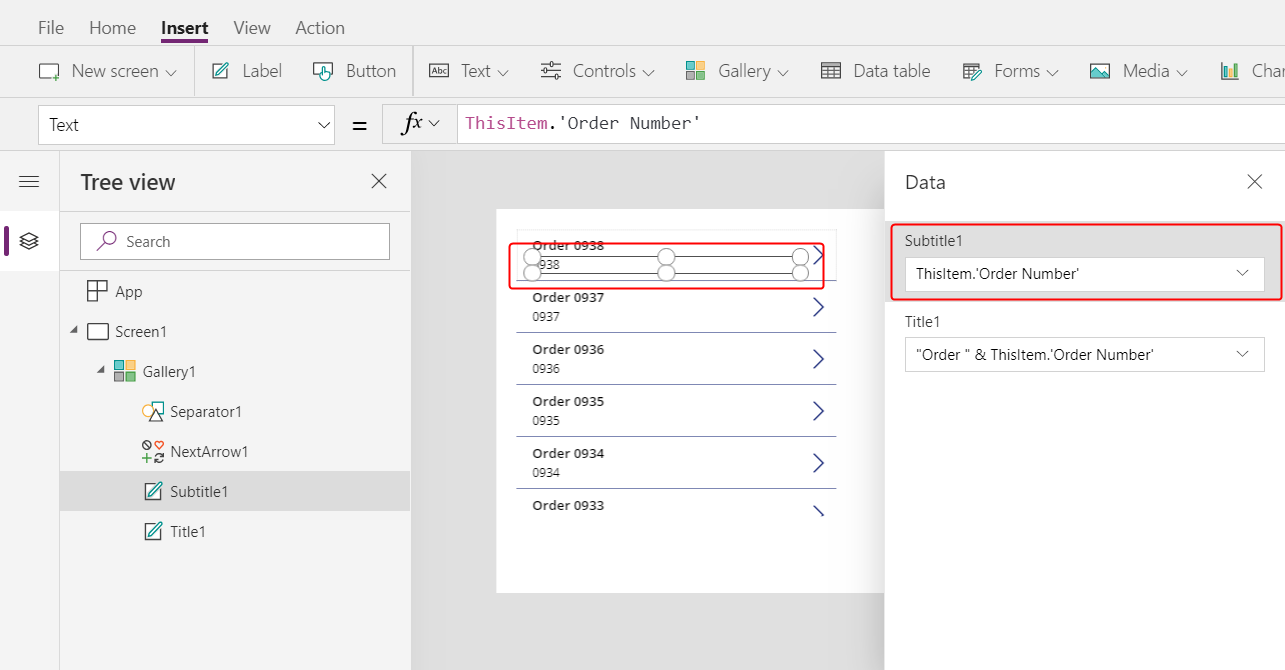 File Home Insert View Action
New screen Label Button Abc Text Controls Gallery Data table Forms Media
Text = fx ThisItem.'Order Number'
Tree view
Search
App
Screen1
Gallery1
Separator1
NextArrow1
Subtitle1
Title1
Order 0938
0938
Order 0937
0937
Order 0936
0936
Order 0935
0935
Order 0934
0934
Order 0933
Data
Subtitle1
ThisItem.'Order Number'
Title1
"Order " & ThisItem.'Order Number'